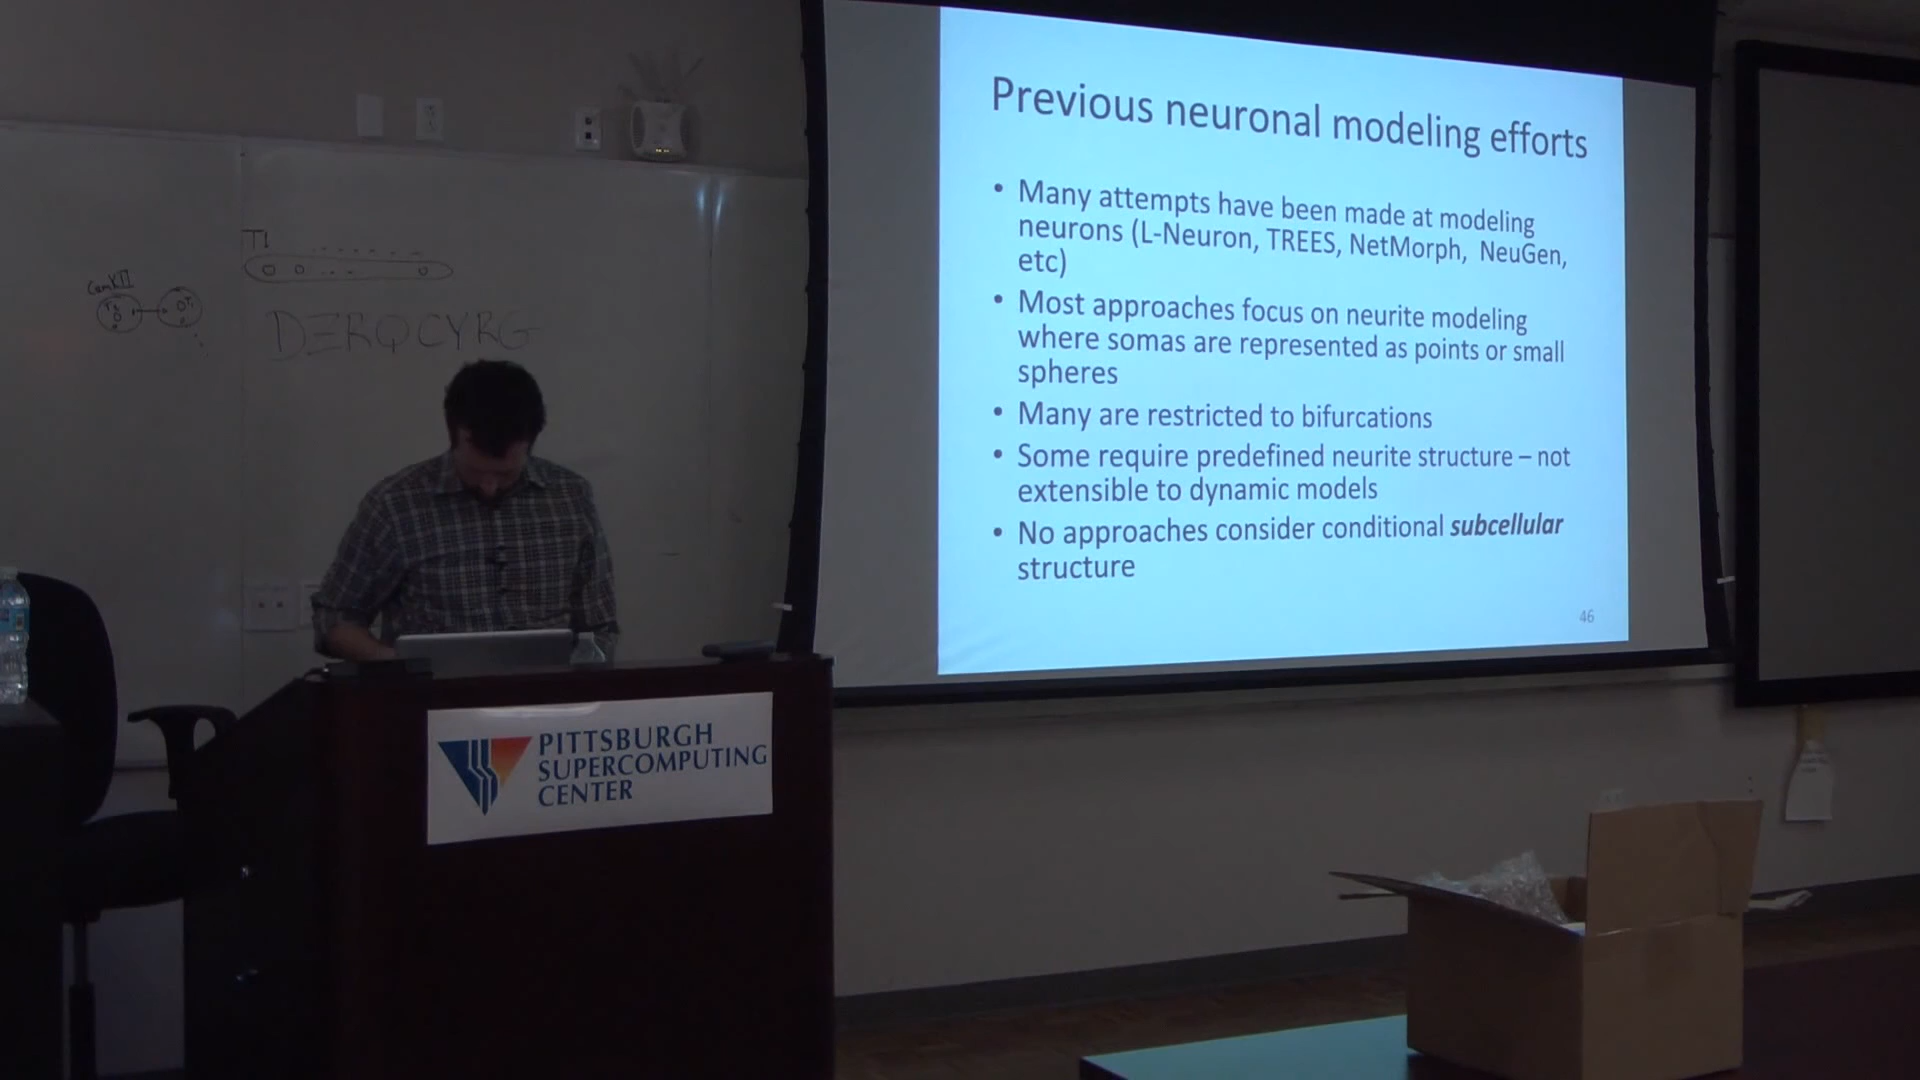 Previous neuronal modeling efforts
• Many attempts have been made at modeling
neurons (L-Neuron, TREES, NetMorph, NeuGen,
etc)
• Most approaches focus on neurite modeling
where somas are represented as points or small
spheres
• Many are restricted to bifurcations
• Some require predefined neurite structure – not
extensible to dynamic models
• No approaches consider conditional subcellular
structure
46
T1
CamKII
PITTSBURGH
SUPERCOMPUTING
CENTER